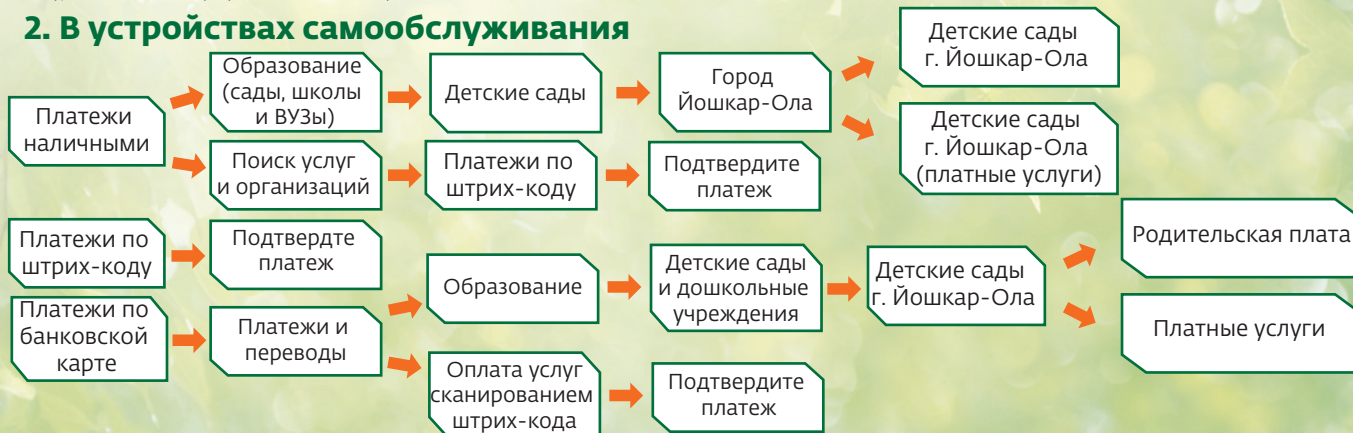 2. В устройствах самообслуживания
Платежи
наличными
Образование
(сады, школы
и ВУЗы)
Детские сады
Город
Йошкар-Ола
Детские сады
г. Йошкар-Ола
Детские сады
г. Йошкар-Ола
(платные услуги)
Поиск услуг
и организаций
Платежи по
штрих-коду
Подтвердите
платеж
Платежи по
штрих-коду
Подтвердте
платеж
Платежи по
банковской
карте
Платежи и
переводы
Образование
Детские сады
и дошкольные
учреждения
Детские сады
г. Йошкар-Ола
Родительская плата
Платные услуги
Оплата услуг
сканированием
штрих-кода
Подтвердите
платеж